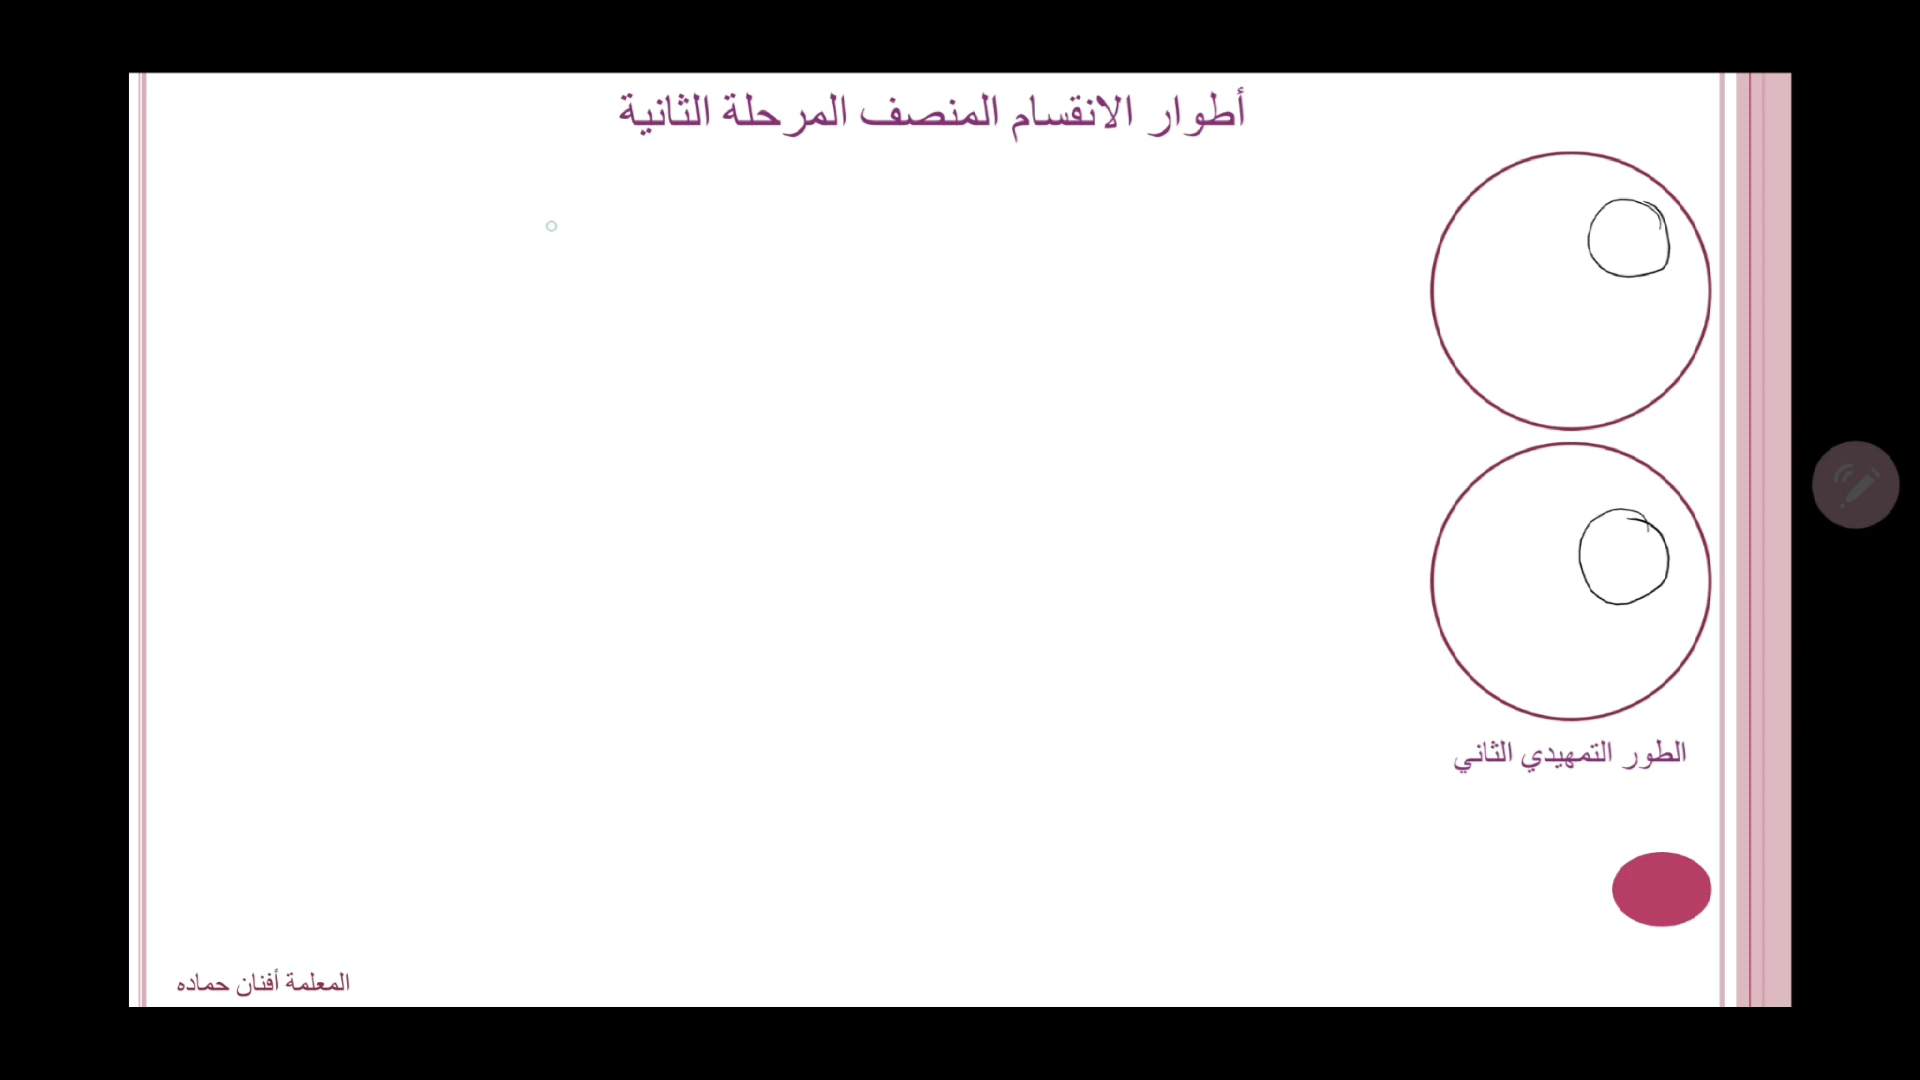 أطوار الانقسام المنصف المرحلة الثانية
الطور التمهيدي الثاني
المعلمة أفنان حماده